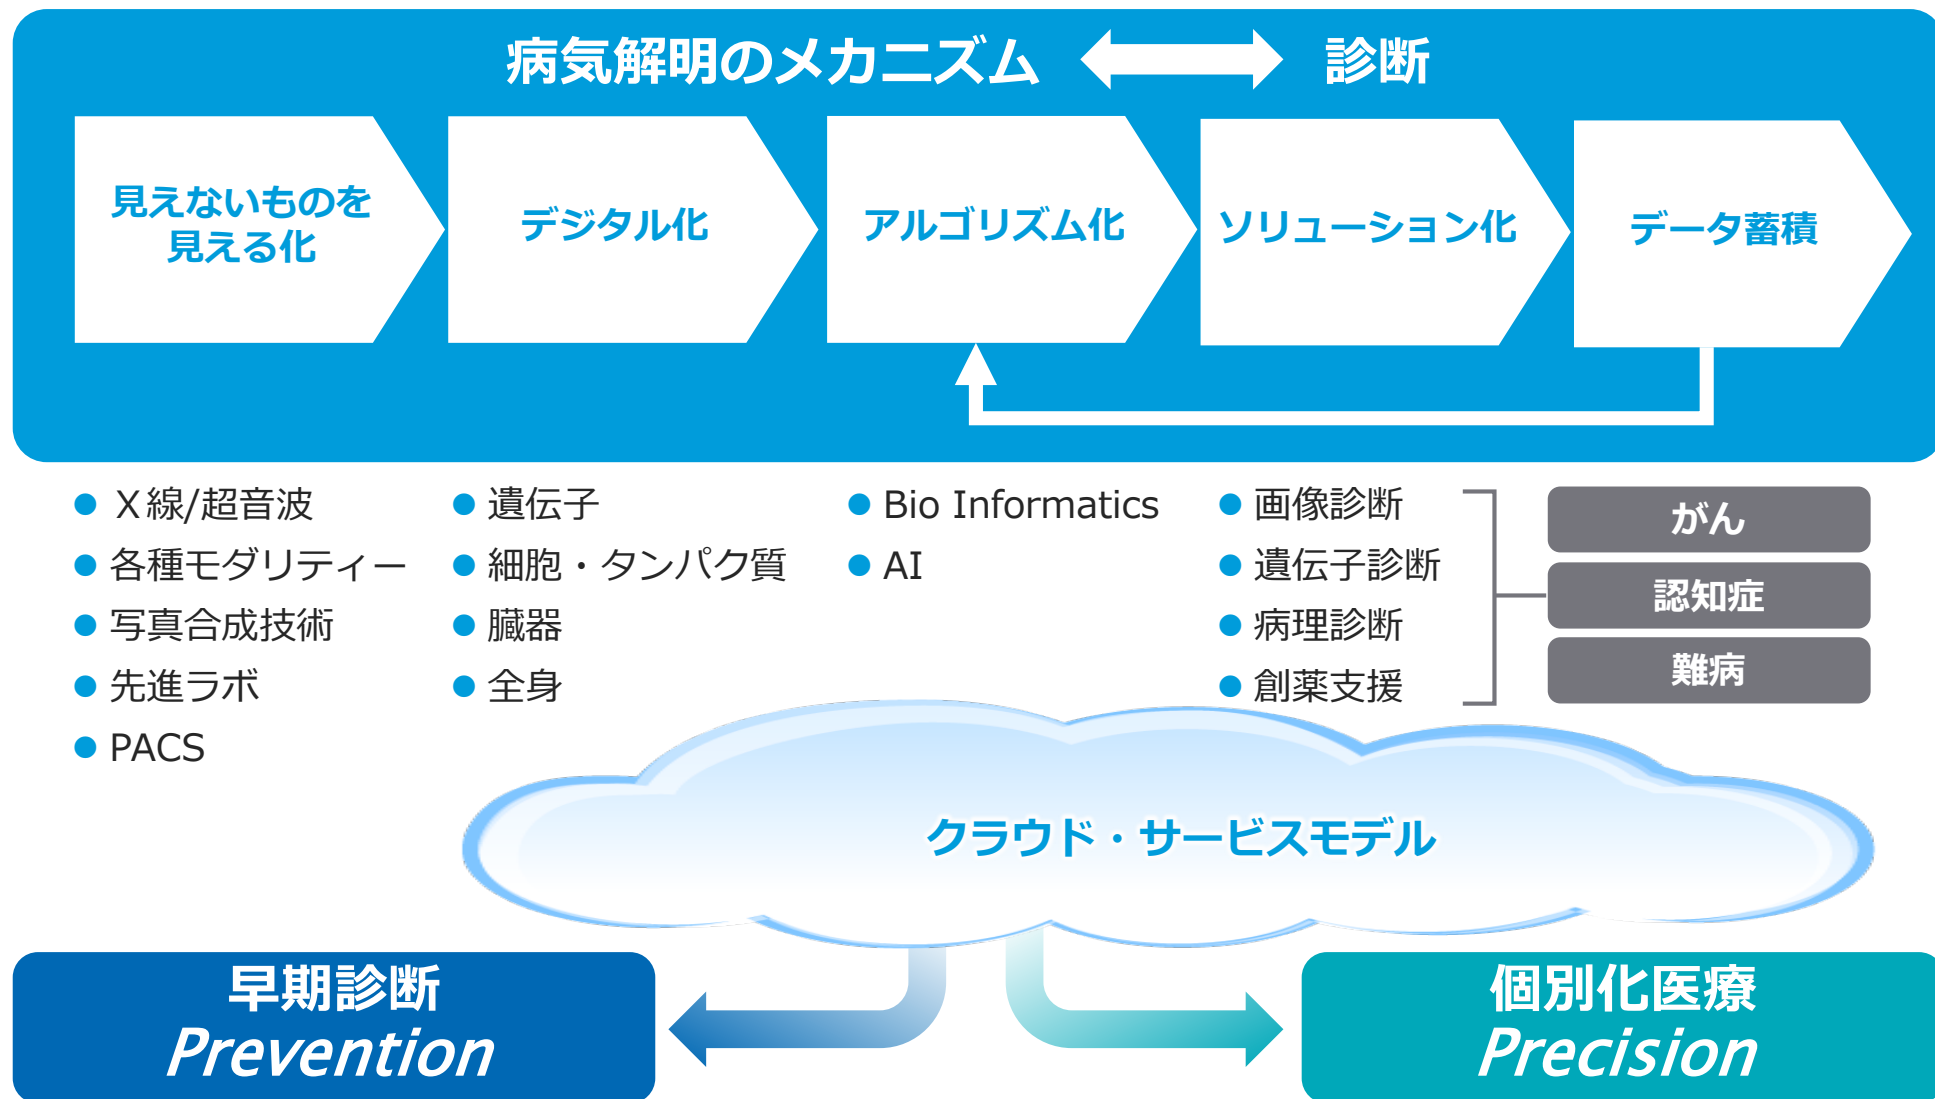 病気解明のメカニズム
診断
見えないものを
見える化
デジタル化
アルゴリズム化
ソリューション化
データ蓄積
X線/超音波
各種モダリティー
写真合成技術
先進ラボ
PACS
遺伝子
細胞・タンパク質
臓器
全身
Bio Informatics
AI
画像診断
遺伝子診断
病理診断
創薬支援
がん
認知症
難病
クラウド・サービスモデル
早期診断
Prevention
個別化医療
Precision